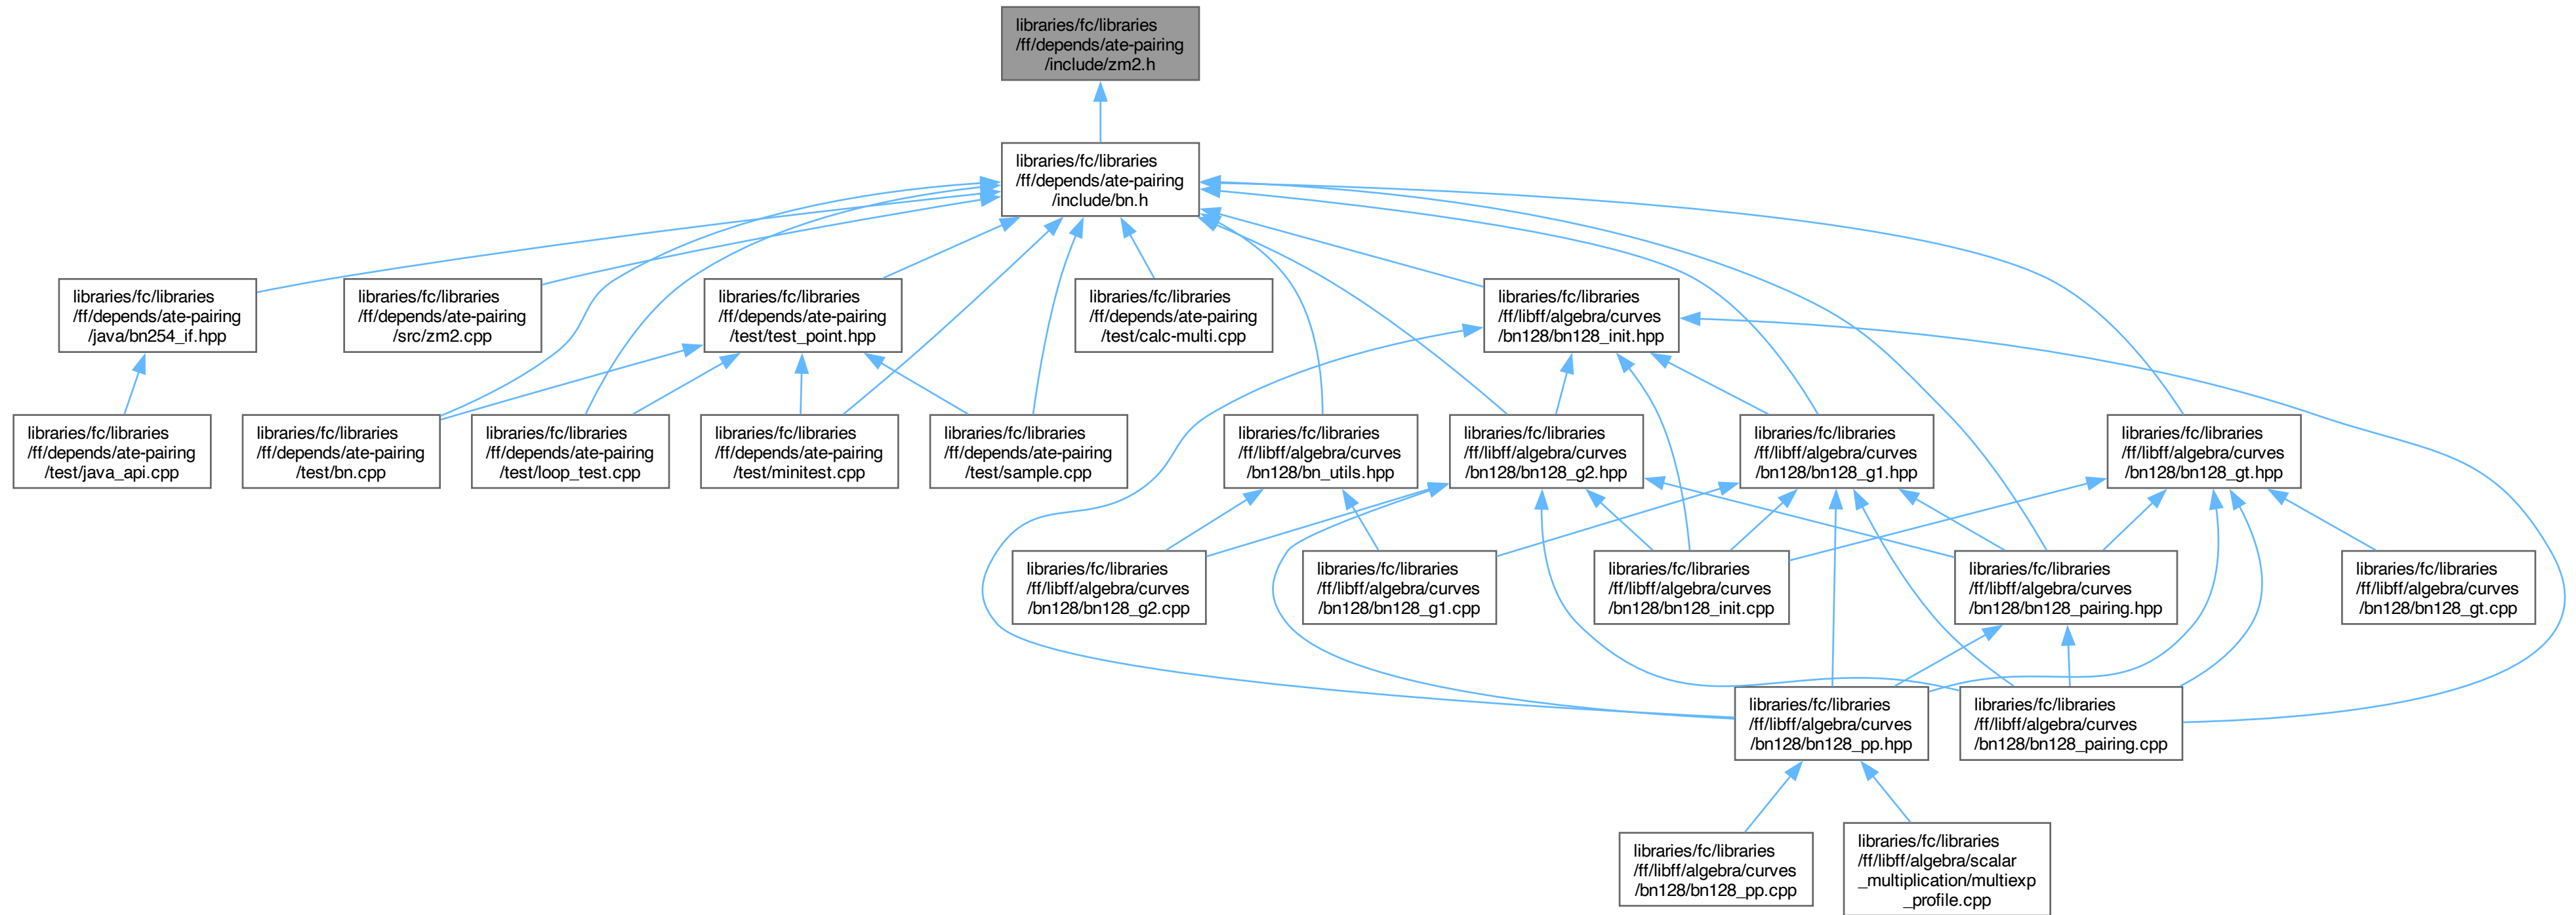 libraries/fc/libraries
/ff/depends/ate-pairing
/include/zm2.h
libraries/fc/libraries
/ff/depends/ate-pairing
/include/bn.h
libraries/fc/libraries
/ff/depends/ate-pairing
/java/bn254_if.hpp
libraries/fc/libraries
/ff/depends/ate-pairing
/src/zm2.cpp
libraries/fc/libraries
/ff/depends/ate-pairing
/test/test_point.hpp
libraries/fc/libraries
/ff/depends/ate-pairing
/test/calc-multi.cpp
libraries/fc/libraries
/ff/libff/algebra/curves
/bn128/bn128_init.hpp
libraries/fc/libraries
/ff/depends/ate-pairing
/test/java_api.cpp
libraries/fc/libraries
/ff/depends/ate-pairing
/test/bn.cpp
libraries/fc/libraries
/ff/depends/ate-pairing
/test/loop_test.cpp
libraries/fc/libraries
/ff/depends/ate-pairing
/test/minitest.cpp
libraries/fc/libraries
/ff/depends/ate-pairing
/test/sample.cpp
libraries/fc/libraries
/ff/libff/algebra/curves
/bn128/bn_utils.hpp
libraries/fc/libraries
/ff/libff/algebra/curves
/bn128/bn128_g2.hpp
libraries/fc/libraries
/ff/libff/algebra/curves
/bn128/bn128_g1.hpp
libraries/fc/libraries
/ff/libff/algebra/curves
/bn128/bn128_gt.hpp
libraries/fc/libraries
/ff/libff/algebra/curves
/bn128/bn128_g2.cpp
libraries/fc/libraries
/ff/libff/algebra/curves
/bn128/bn128_g1.cpp
libraries/fc/libraries
/ff/libff/algebra/curves
/bn128/bn128_init.cpp
libraries/fc/libraries
/ff/libff/algebra/curves
/bn128/bn128_pairing.hpp
libraries/fc/libraries
/ff/libff/algebra/curves
/bn128/bn128_gt.cpp
libraries/fc/libraries
/ff/libff/algebra/curves
/bn128/bn128_pp.hpp
libraries/fc/libraries
/ff/libff/algebra/curves
/bn128/bn128_pairing.cpp
libraries/fc/libraries
/ff/libff/algebra/curves
/bn128/bn128_pp.cpp
libraries/fc/libraries
/ff/libff/algebra/scalar
_multiplication/multiexp
_profile.cpp